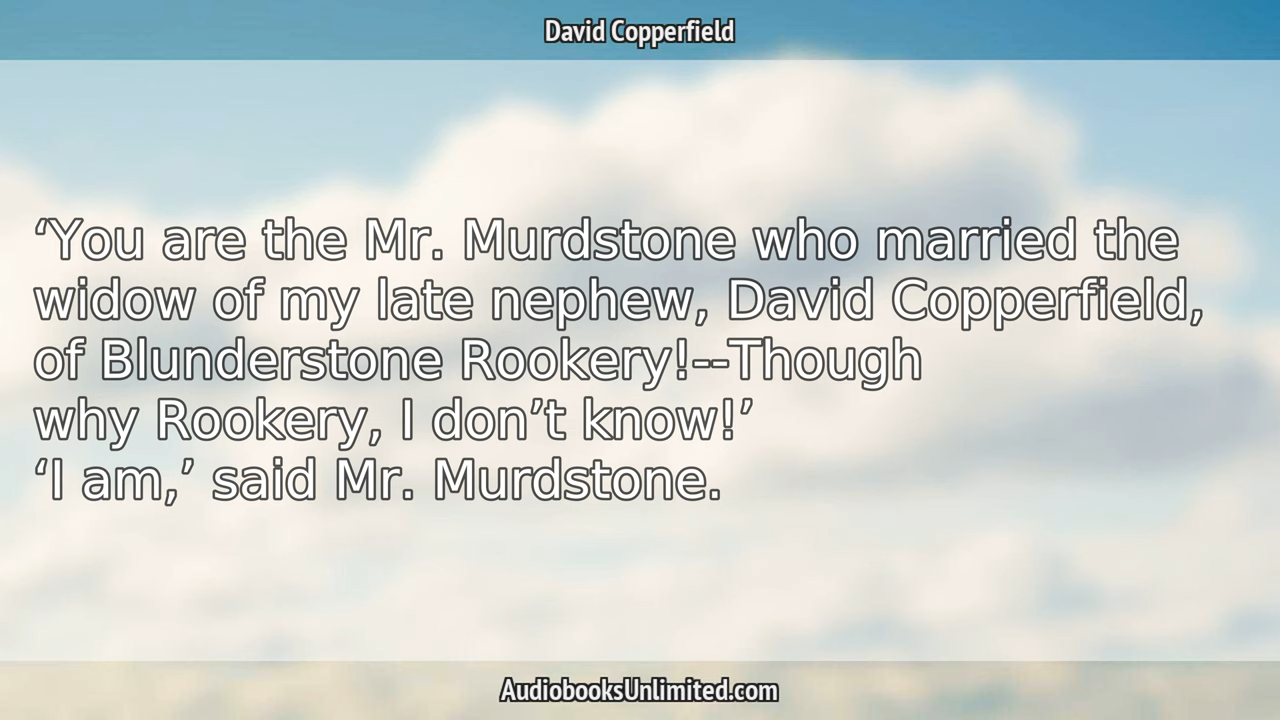 David Copperfield
‘You are the Mr. Murdstone who married the
widow of my late nephew, David Copperfield,
of Blunderstone Rookery!--Though
why Rookery, I don’t know!’
‘I am,’ said Mr. Murdstone.
AudiobooksUnlimited.com